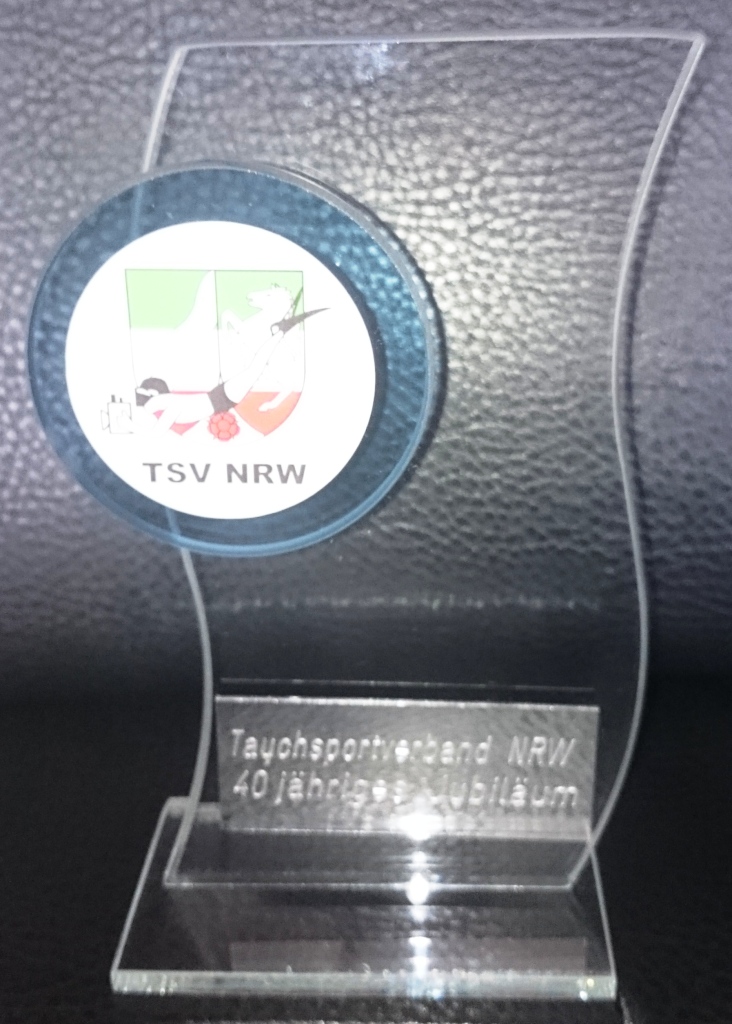 TSV NRW
Tauchsportverband NRW
40 jähriges Jubiläum